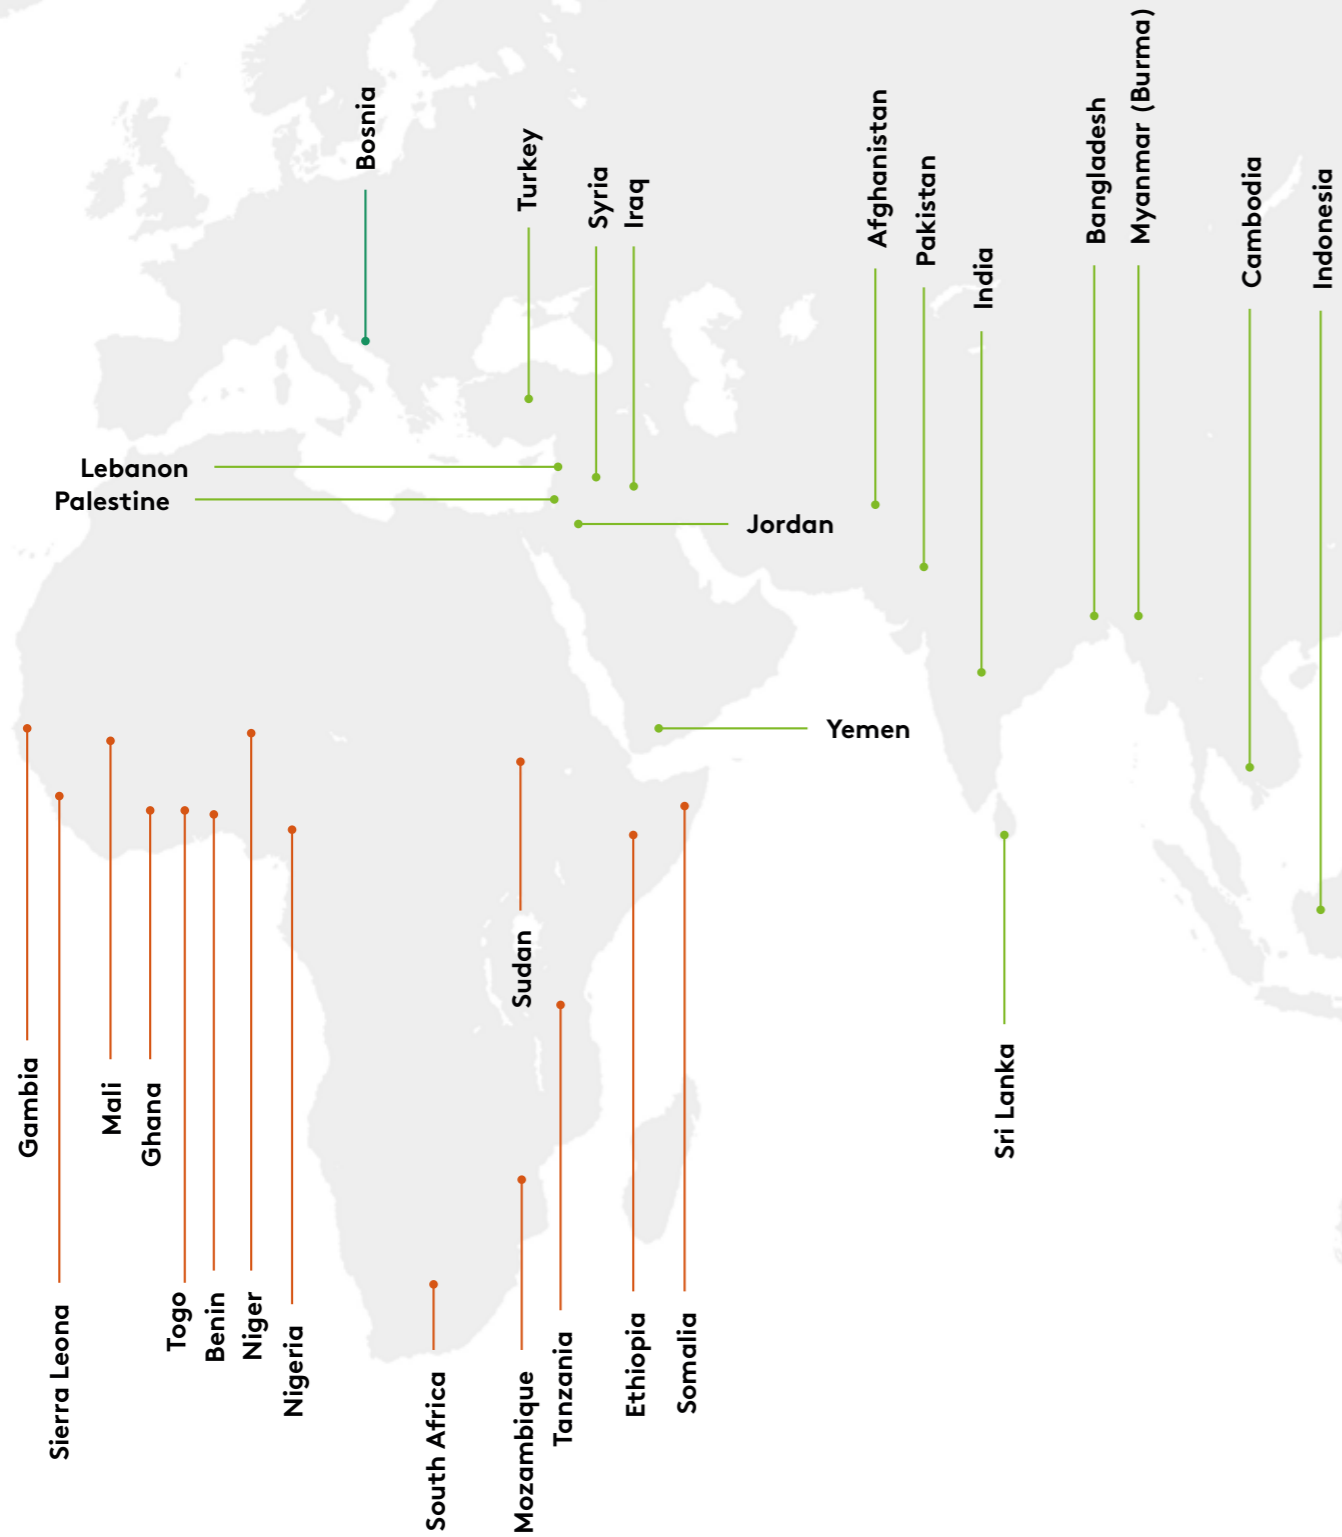 Bosnia
Turkey
Syria
Iraq
Afghanistan
Pakistan
India
Bangladesh
Myanmar (Burma)
Cambodia
Indonesia
Lebanon
Palestine
Jordan
Yemen
Gambia
Sierra Leona
Mali
Ghana
Togo
Benin
Niger
Nigeria
South Africa
Sudan
Mozambique
Tanzania
Ethiopia
Somalia
Sri Lanka